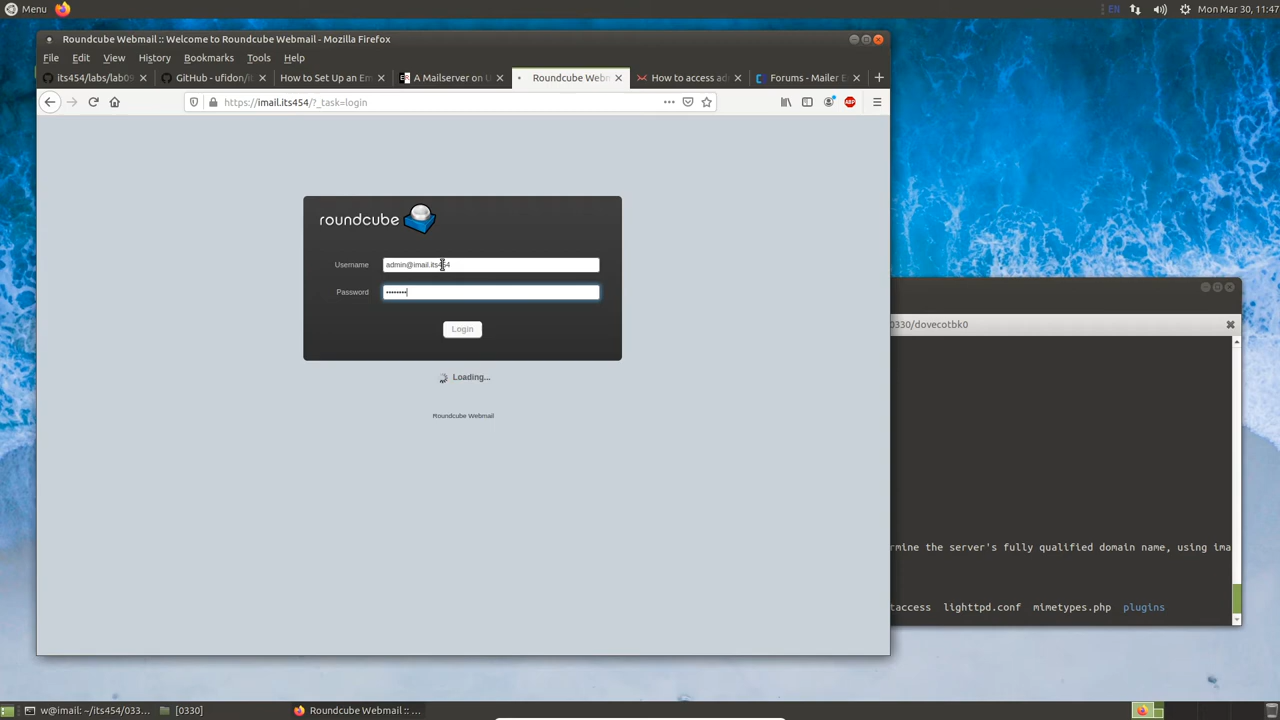 Menu
EN
Mon Mar 30, 11:47
Roundcube Webmail :: Welcome to Roundcube Webmail - Mozilla Firefox
File Edit View History Bookmarks Tools Help
its454/labs/lab09
GitHub - ufidon/it
How to Set Up an Em
A Mailserver on U
Roundcube Webm
How to access ad
Forums - Mailer E
https://imail.its454/?_task=login
ABP
roundcube
Username
admin@imail.its454
Password
••••••••
Login
Loading...
Roundcube Webmail
0330/dovecotbk0
rmine the server's fully qualified domain name, using ima
taccess lighttpd.conf mimetypes.php plugins
w@imail: ~/its454/033...
[0330]
Roundcube Webmail :: ...